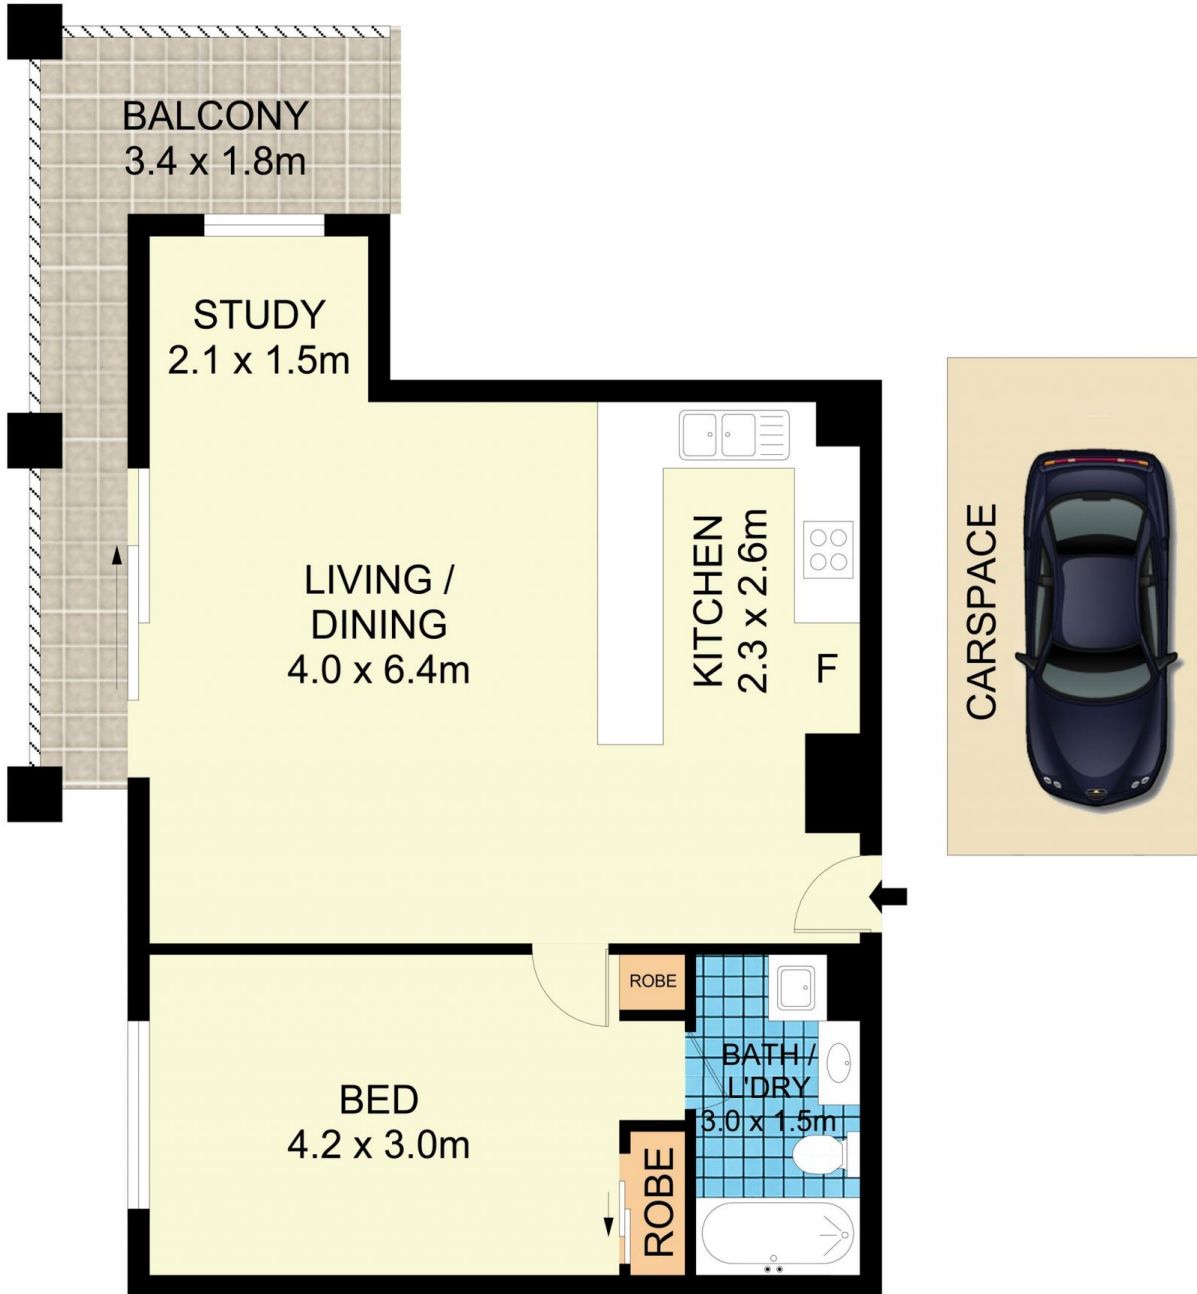 BALCONY
3.4 x 1.8m
STUDY
2.1 x 1.5m
LIVING /
DINING
4.0 x 6.4m
KITCHEN
2.3 x 2.6m
F
CARSPACE
ROBE
BED
4.2 x 3.0m
BATH /
L'DRY
3.0 x 1.5m
ROBE